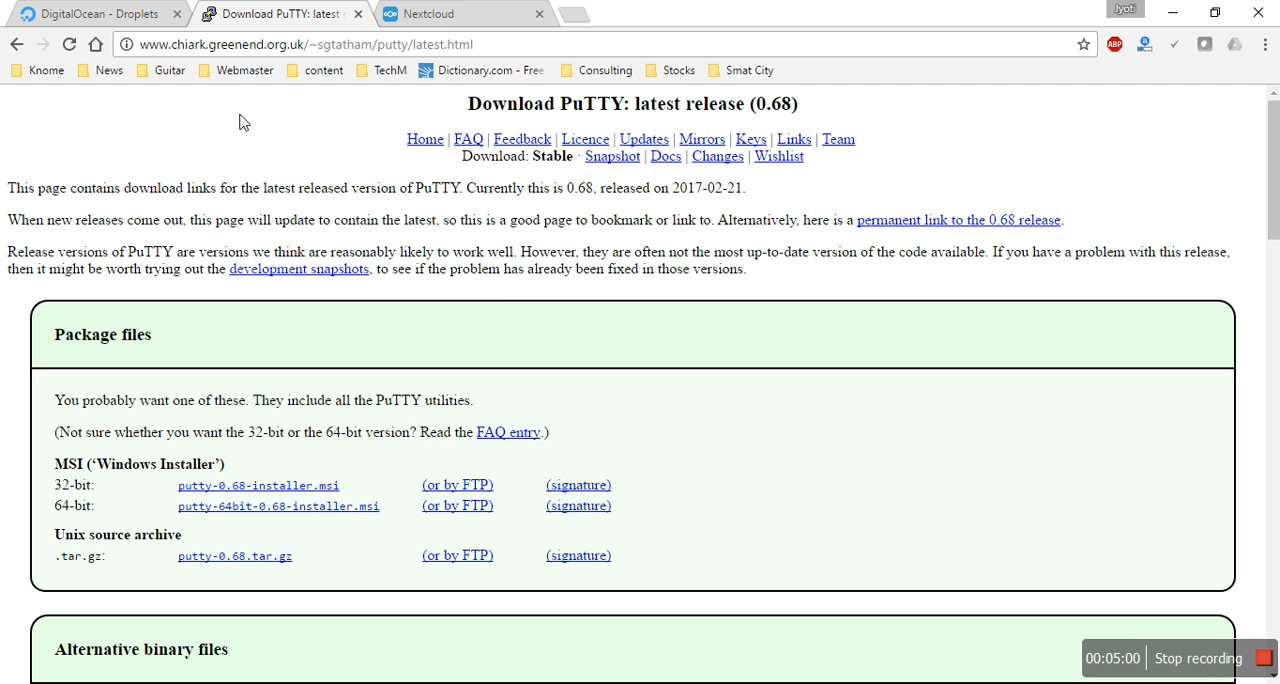 DigitalOcean - Droplets
Download PuTTY: latest r
Nextcloud
Jyoti
www.chiark.greenend.org.uk/~sgtatham/putty/latest.html
ABP
Knome
News
Guitar
Webmaster
content
TechM
Dictionary.com - Free
Consulting
Stocks
Smat City
Download PuTTY: latest release (0.68)
Home | FAQ | Feedback | Licence | Updates | Mirrors | Keys | Links | Team
Download: Stable · Snapshot | Docs | Changes | Wishlist
This page contains download links for the latest released version of PuTTY. Currently this is 0.68, released on 2017-02-21.
When new releases come out, this page will update to contain the latest, so this is a good page to bookmark or link to. Alternatively, here is a permanent link to the 0.68 release.
Release versions of PuTTY are versions we think are reasonably likely to work well. However, they are often not the most up-to-date version of the code available. If you have a problem with this release,
then it might be worth trying out the development snapshots, to see if the problem has already been fixed in those versions.
Package files
You probably want one of these. They include all the PuTTY utilities.
(Not sure whether you want the 32-bit or the 64-bit version? Read the FAQ entry.)
MSI (‘Windows Installer’)
32-bit: putty-0.68-installer.msi (or by FTP) (signature)
64-bit: putty-64bit-0.68-installer.msi (or by FTP) (signature)
Unix source archive
.tar.gz: putty-0.68.tar.gz (or by FTP) (signature)
Alternative binary files
00:05:00 Stop recording